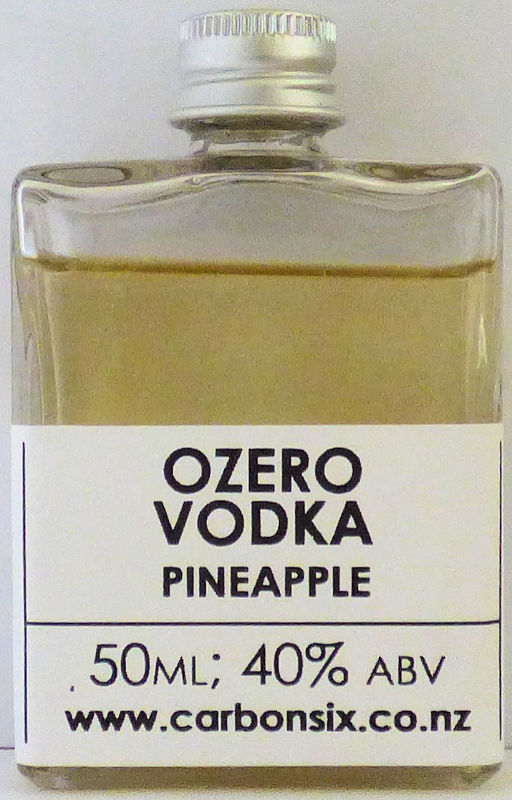 OZERO
VODKA
PINEAPPLE
50ML; 40% ABV
www.carbonsix.co.nz